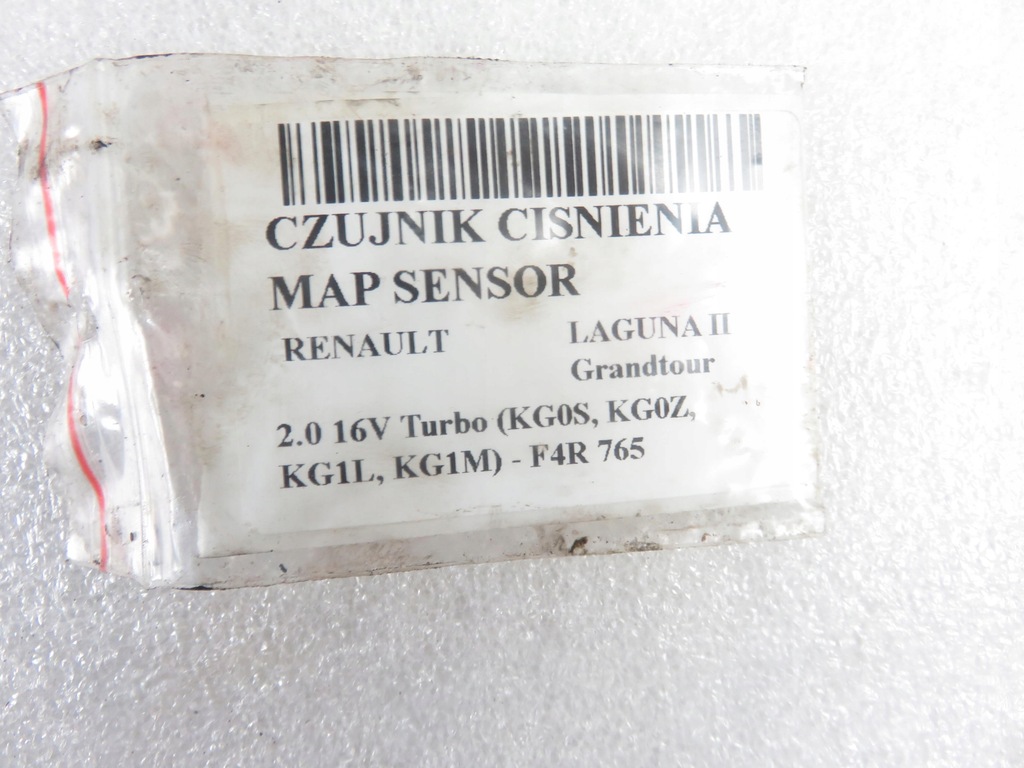 CZUJNIK CISNIENIA
MAP SENSOR
RENAULT LAGUNA II
Grandtour
2.0 16V Turbo (KG0S, KG0Z,
KG1L, KG1M) - F4R 765